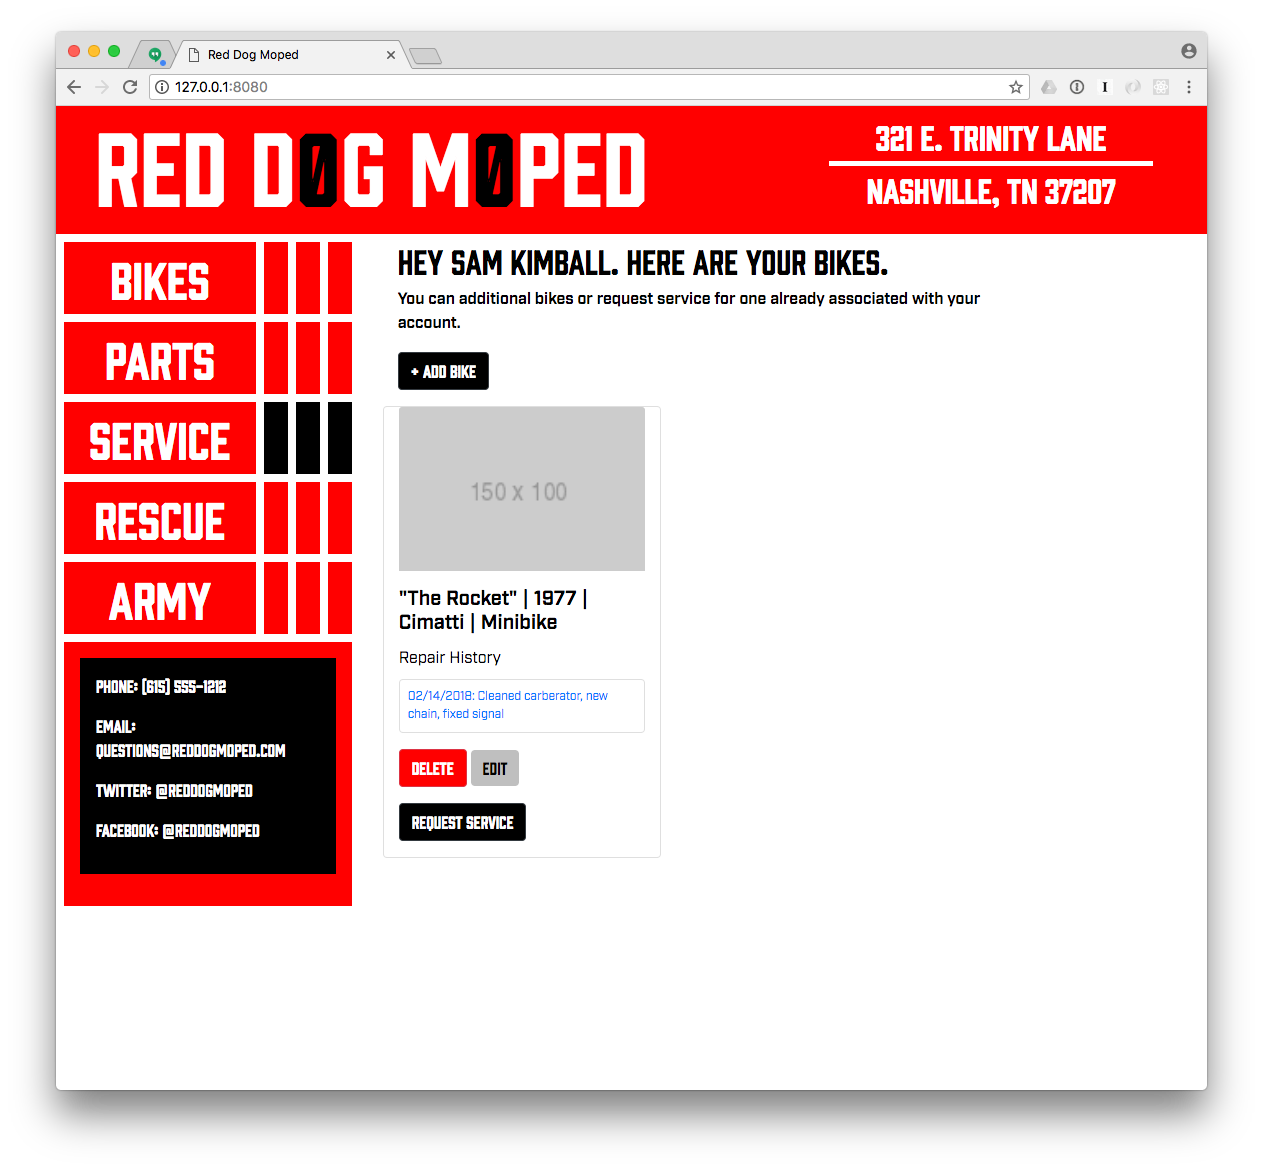 Red Dog Moped
127.0.0.1:8080
RED D0G M0PED
321 E. TRINITY LANE
NASHVILLE, TN 37207
BIKES
PARTS
SERVICE
RESCUE
ARMY
PHONE: (615) 555-1212
EMAIL:
QUESTIONS@REDDOGMOPED.COM
TWITTER: @REDDOGMOPED
FACEBOOK: @REDDOGMOPED
HEY SAM KIMBALL. HERE ARE YOUR BIKES.
You can additional bikes or request service for one already associated with your
account.
+ ADD BIKE
150 x 100
"The Rocket" | 1977 |
Cimatti | Minibike
Repair History
02/14/2018: Cleaned carberator, new
chain, fixed signal
DELETE EDIT
REQUEST SERVICE